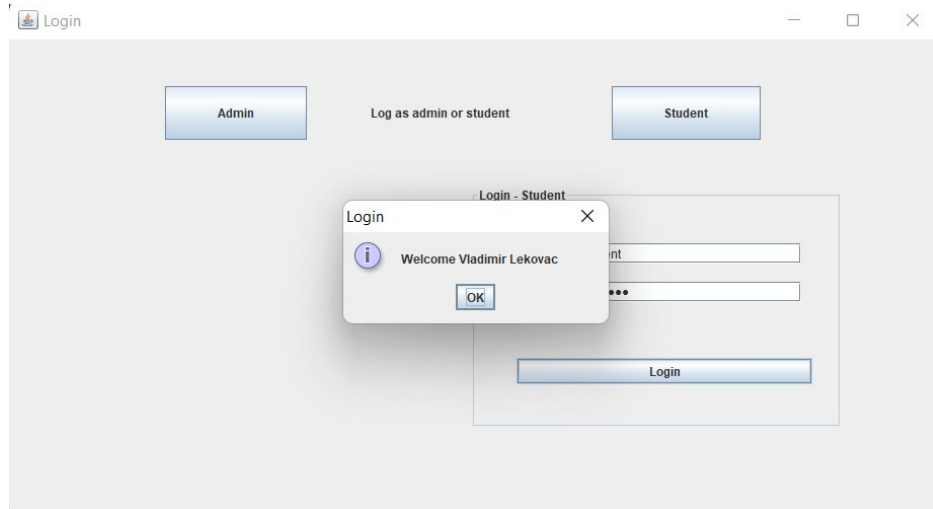 Login
Admin
Log as admin or student
Student
Login - Student
Login
Welcome Vladimir Lekovac
OK
Login